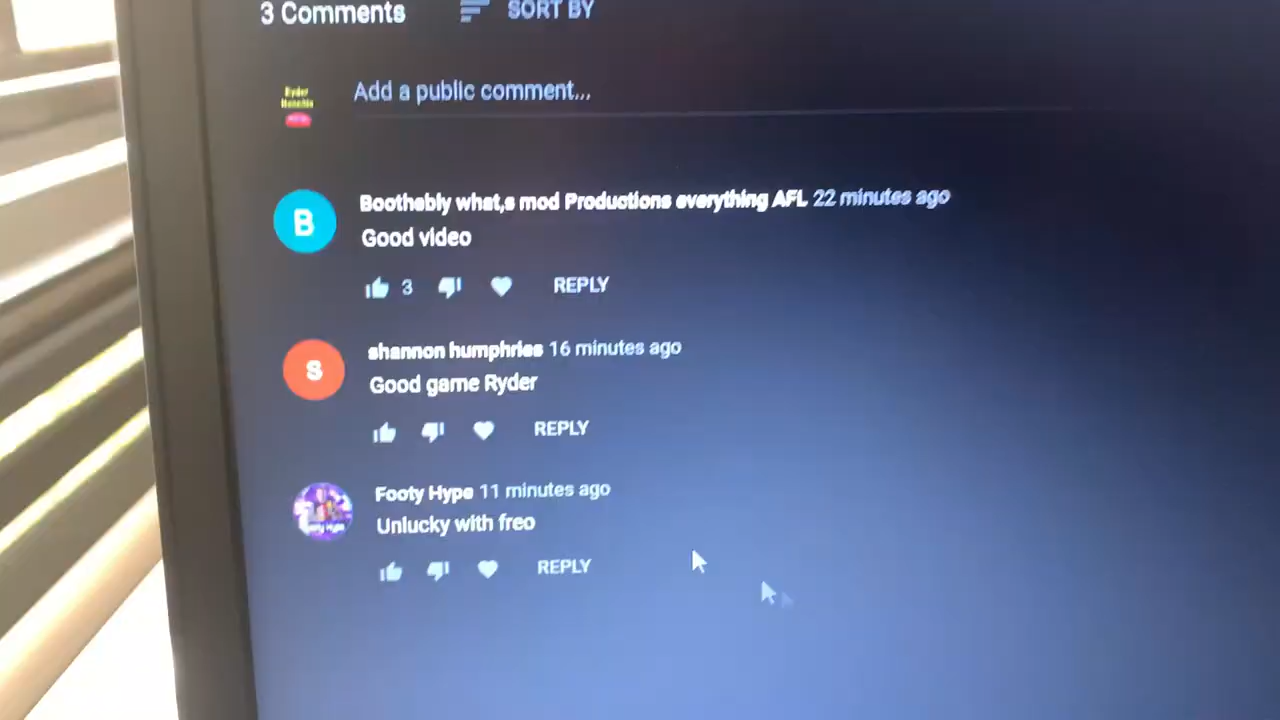 3 Comments
SORT BY
Ryder
Add a public comment...
B
Boothebly what,s mod Productions everything AFL 22 minutes ago
Good video
3
REPLY
S
shannon humphries 16 minutes ago
Good game Ryder
REPLY
Footy Hype 11 minutes ago
Unlucky with freo
REPLY